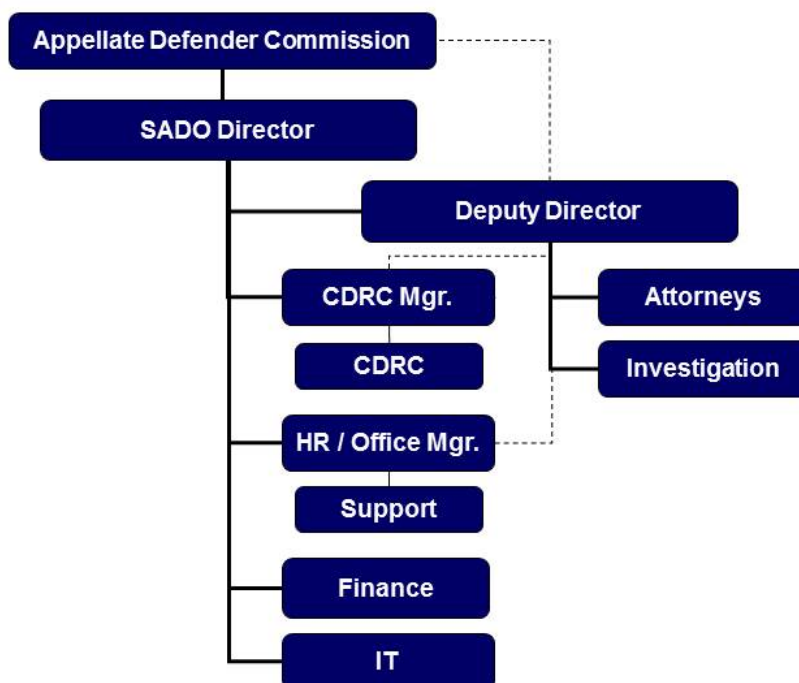 Appellate Defender Commission
SADO Director
Deputy Director
CDRC Mgr.
Attorneys
CDRC
Investigation
HR / Office Mgr.
Support
Finance
IT